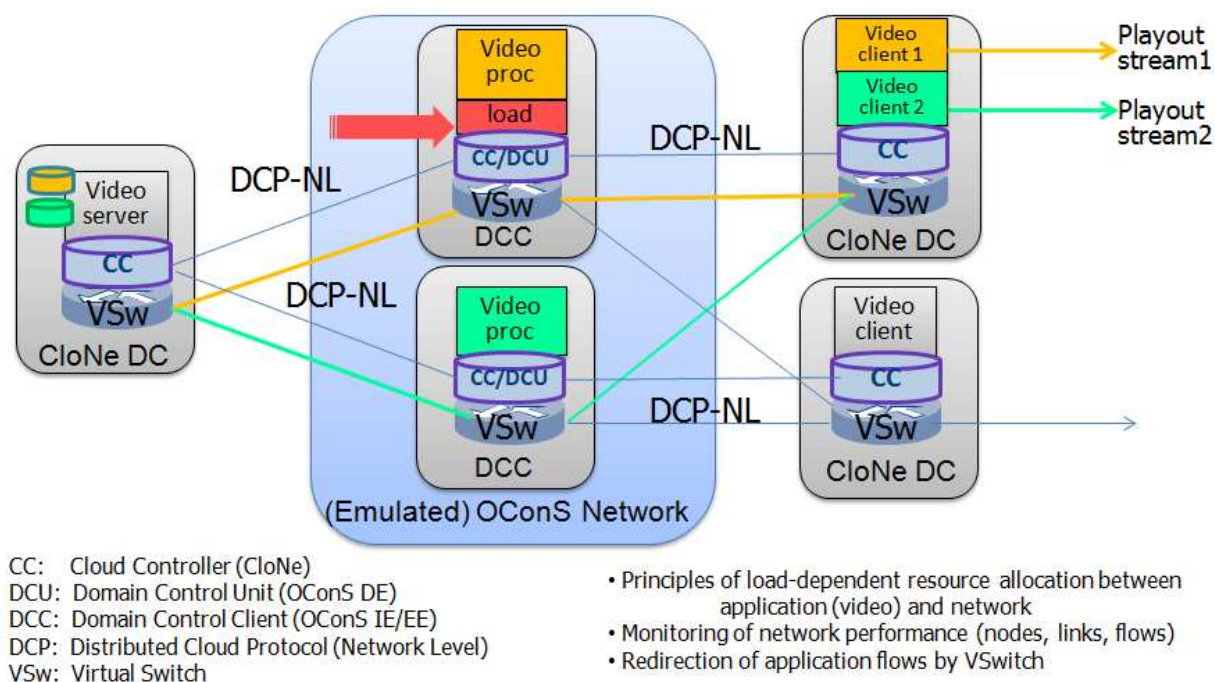 Video
proc
load
CC/DCU
VSw
DCC
Video
client 1
Video
client 2
CC
VSw
CloNe DC
Playout
stream1
Playout
stream2
DCP-NL
DCP-NL
Video
server
CC
VSw
CloNe DC
DCP-NL
Video
proc
CC/DCU
VSw
DCC
Video
client
CC
VSw
CloNe DC
DCP-NL
(Emulated) OConS Network
CC: Cloud Controller (CloNe)
DCU: Domain Control Unit (OConS DE)
DCC: Domain Control Client (OConS IE/EE)
DCP: Distributed Cloud Protocol (Network Level)
VSw: Virtual Switch
• Principles of load-dependent resource allocation between
application (video) and network
• Monitoring of network performance (nodes, links, flows)
• Redirection of application flows by VSwitch